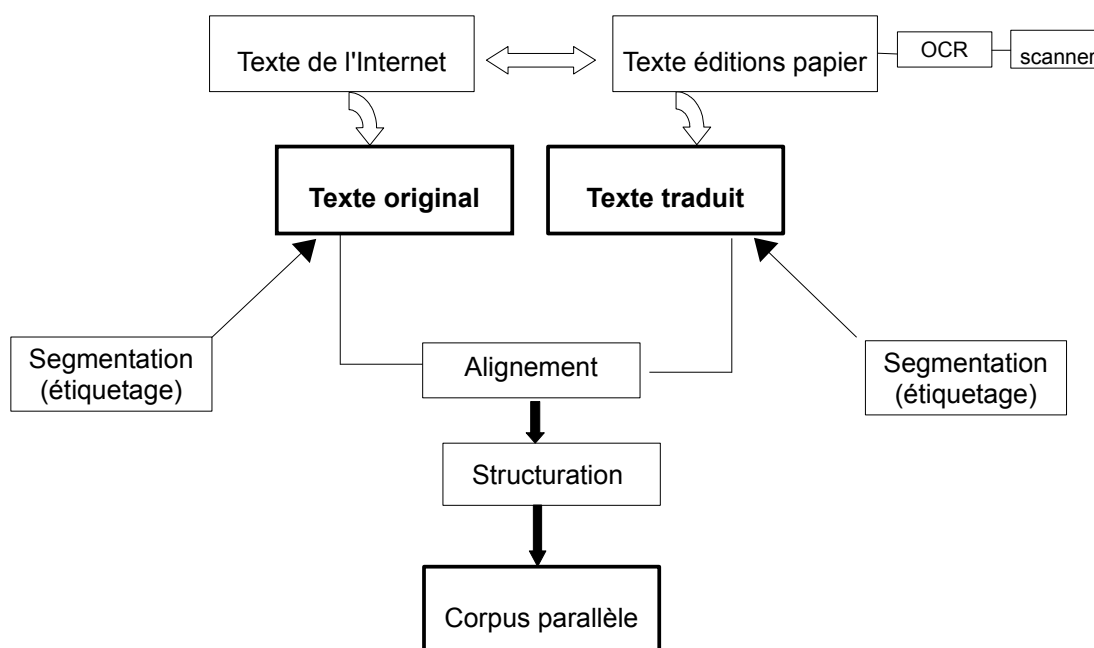 Texte de l'Internet
Texte éditions papier
OCR
scanner
Texte original
Texte traduit
Segmentation
(étiquetage)
Alignement
Segmentation
(étiquetage)
Structuration
Corpus parallèle